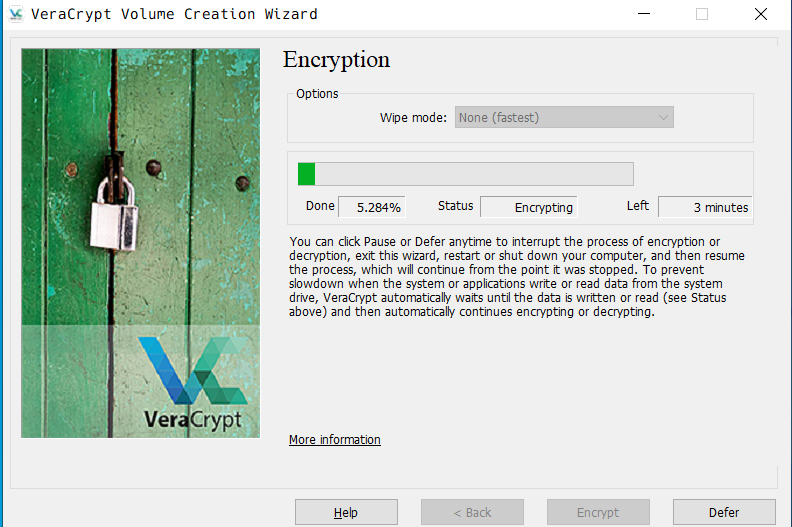 VeraCrypt Volume Creation Wizard
Encryption
Options
Wipe mode: None (fastest)
Done 5.284% Status Encrypting Left 3 minutes
You can click Pause or Defer anytime to interrupt the process of encryption or
decryption, exit this wizard, restart or shut down your computer, and then resume
the process, which will continue from the point it was stopped. To prevent
slowdown when the system or applications write or read data from the system
drive, VeraCrypt automatically waits until the data is written or read (see Status
above) and then automatically continues encrypting or decrypting.
VeraCrypt
More information
Help < Back Encrypt Defer